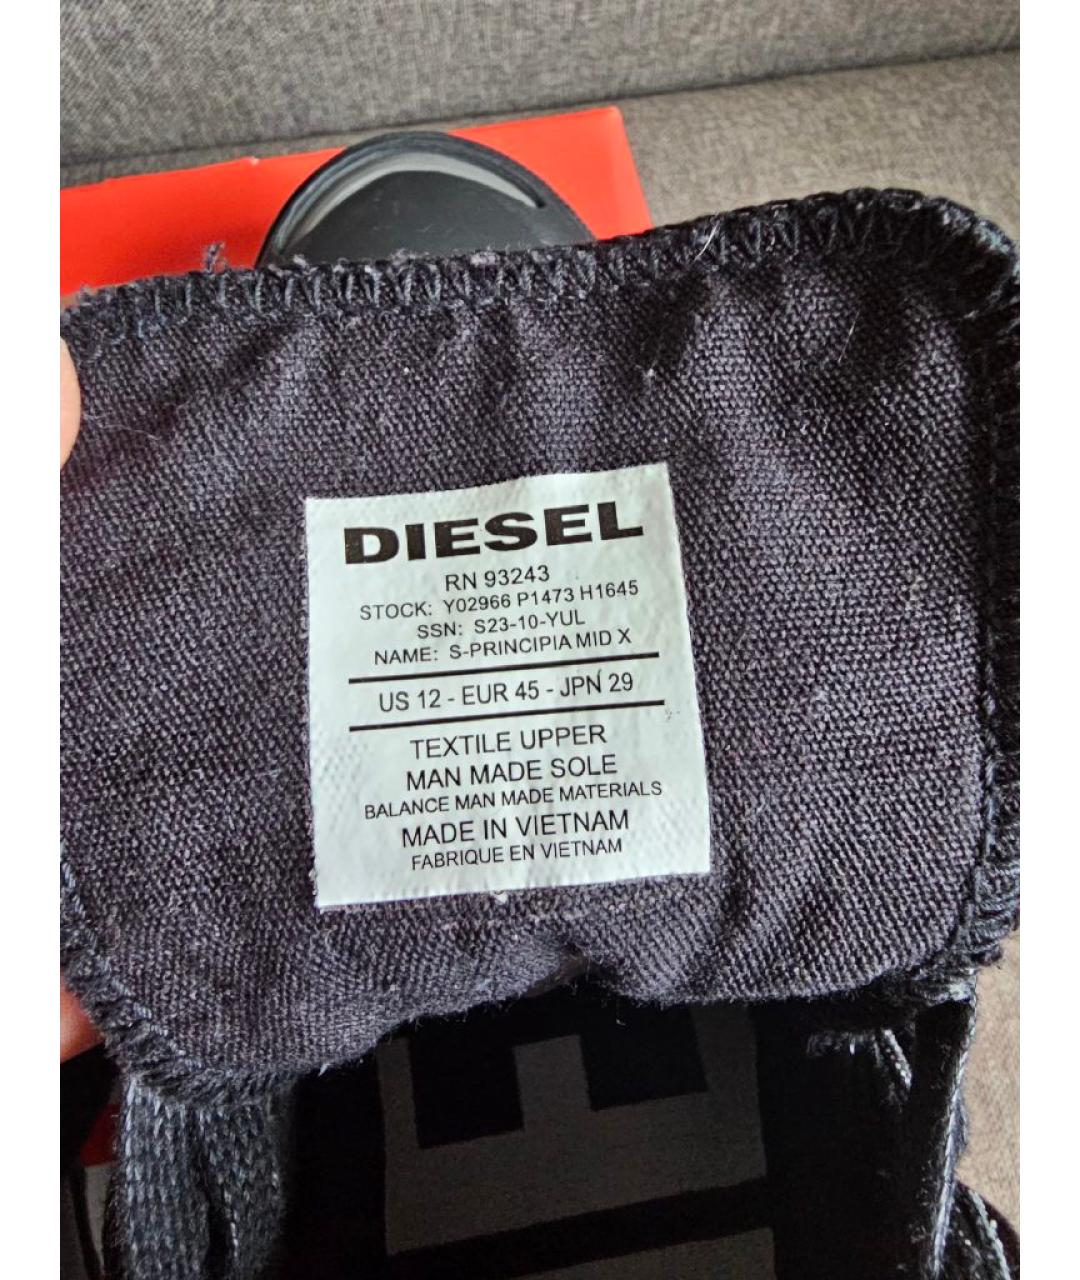 DIESEL
RN 93243
STOCK: Y02966 P1473 H1645
SSN: S23-10-YUL
NAME: S-PRINCIPIA MID X
US 12 - EUR 45 - JPN 29
TEXTILE UPPER
MAN MADE SOLE
BALANCE MAN MADE MATERIALS
MADE IN VIETNAM
FABRIQUE EN VIETNAM